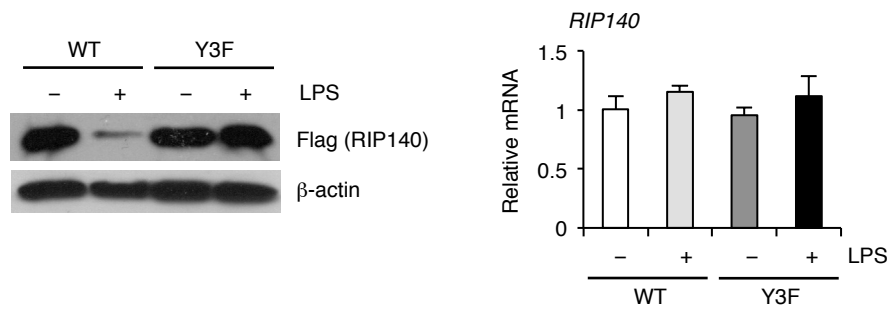 WT Y3F
– + – + LPS
Flag (RIP140)
β-actin
RIP140
Relative mRNA
1.5
1
0.5
0
– + – + LPS
WT Y3F